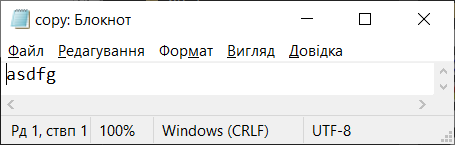 copy: Блокнот
Файл Редагування Формат Вигляд Довідка
asdfg
Рд 1, ствп 1 100% Windows (CRLF) UTF-8